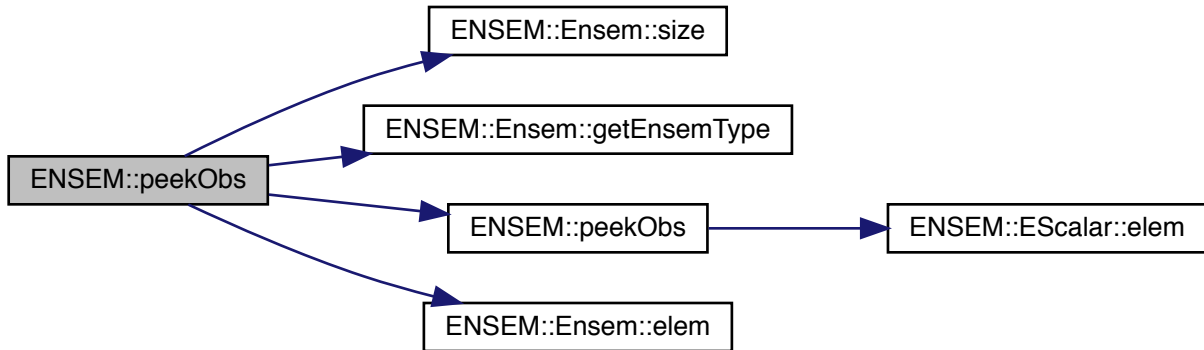 ENSEM::Ensem::size
ENSEM::Ensem::getEnsemType
ENSEM::peekObs
ENSEM::peekObs
ENSEM::EScalar::elem
ENSEM::Ensem::elem